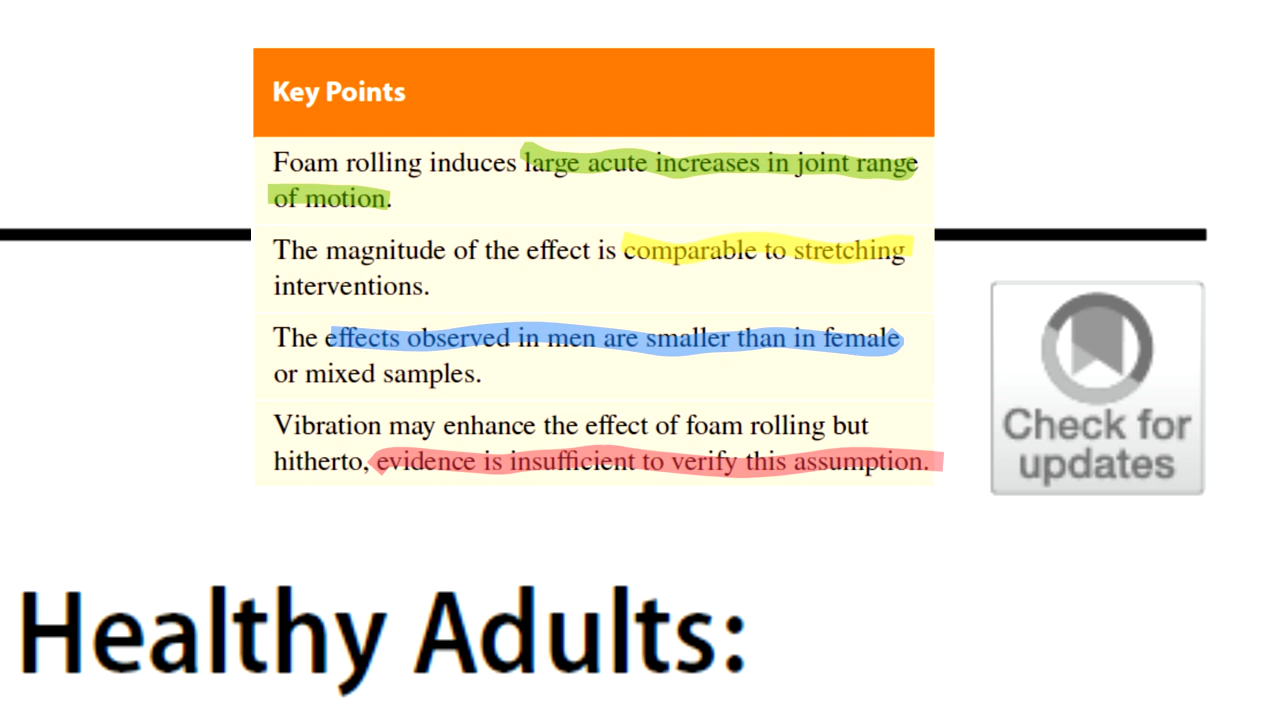 Key Points
Foam rolling induces large acute increases in joint range
of motion.
The magnitude of the effect is comparable to stretching
interventions.
The effects observed in men are smaller than in female
or mixed samples.
Vibration may enhance the effect of foam rolling but
hitherto, evidence is insufficient to verify this assumption.
Check for
updates
Healthy Adults: